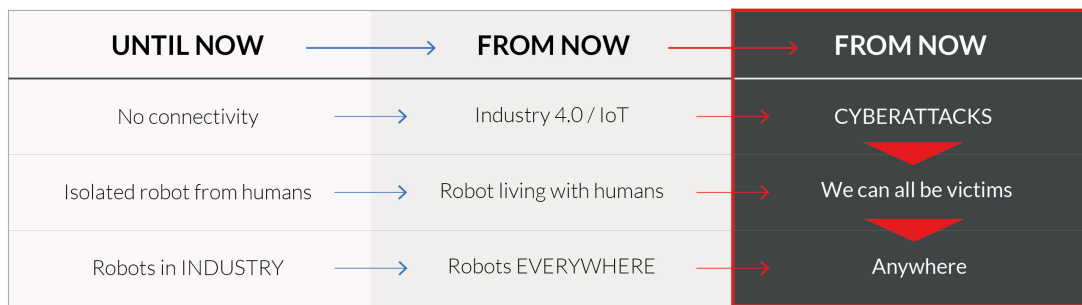 UNTIL NOW
FROM NOW
FROM NOW
No connectivity
Industry 4.0 / IoT
CYBERATTACKS
Isolated robot from humans
Robot living with humans
We can all be victims
Robots in INDUSTRY
Robots EVERYWHERE
Anywhere